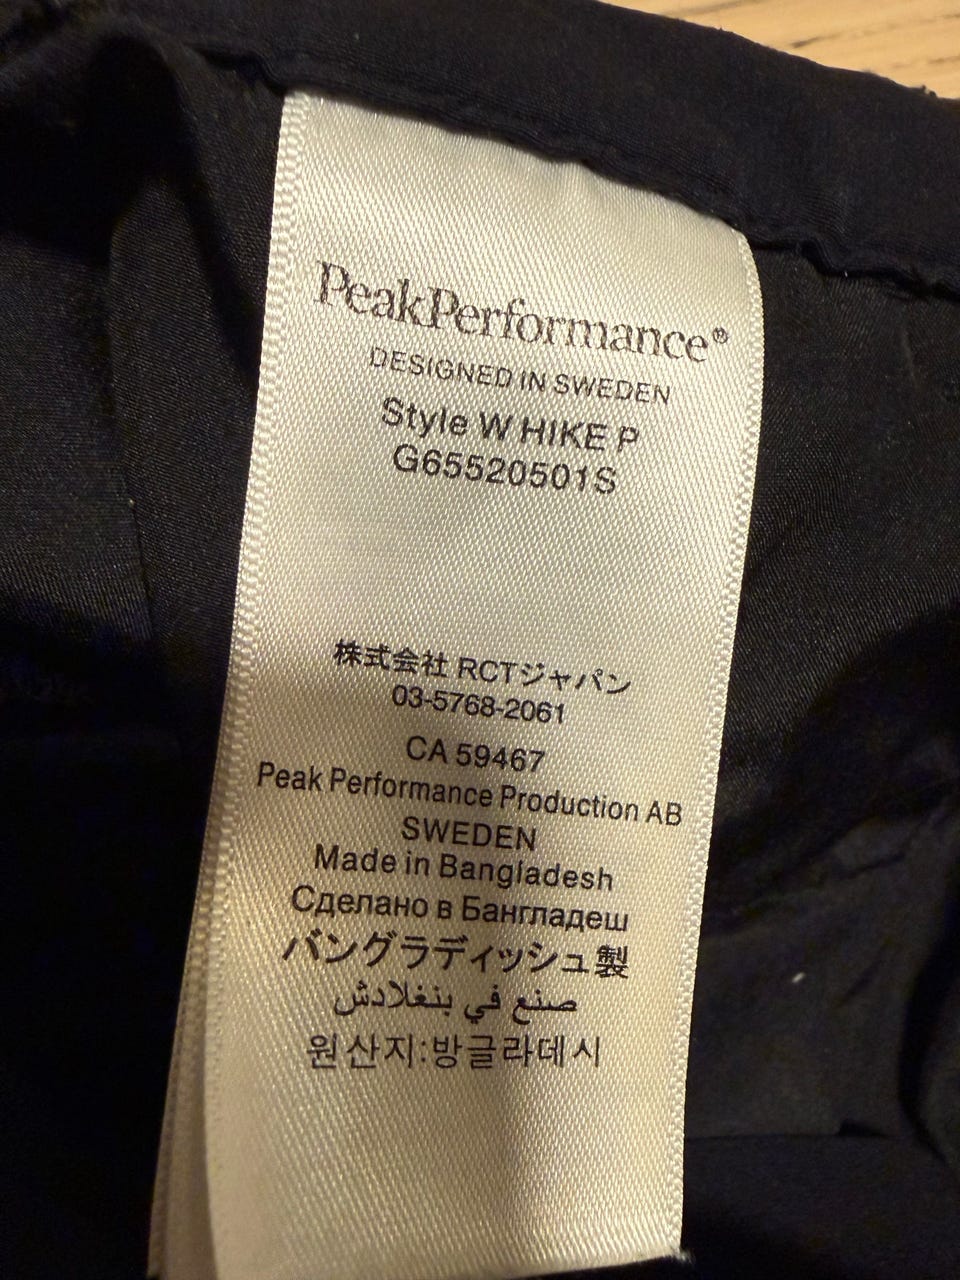 PeakPerformance®
DESIGNED IN SWEDEN
Style W HIKE P
G65520501S
株式会社 RCTジャパン
03-5768-2061
CA 59467
Peak Performance Production AB
SWEDEN
Made in Bangladesh
Сделано в Бангладеш
バングラディッシュ製
صنع في بنغلادش
원산지:방글라데시